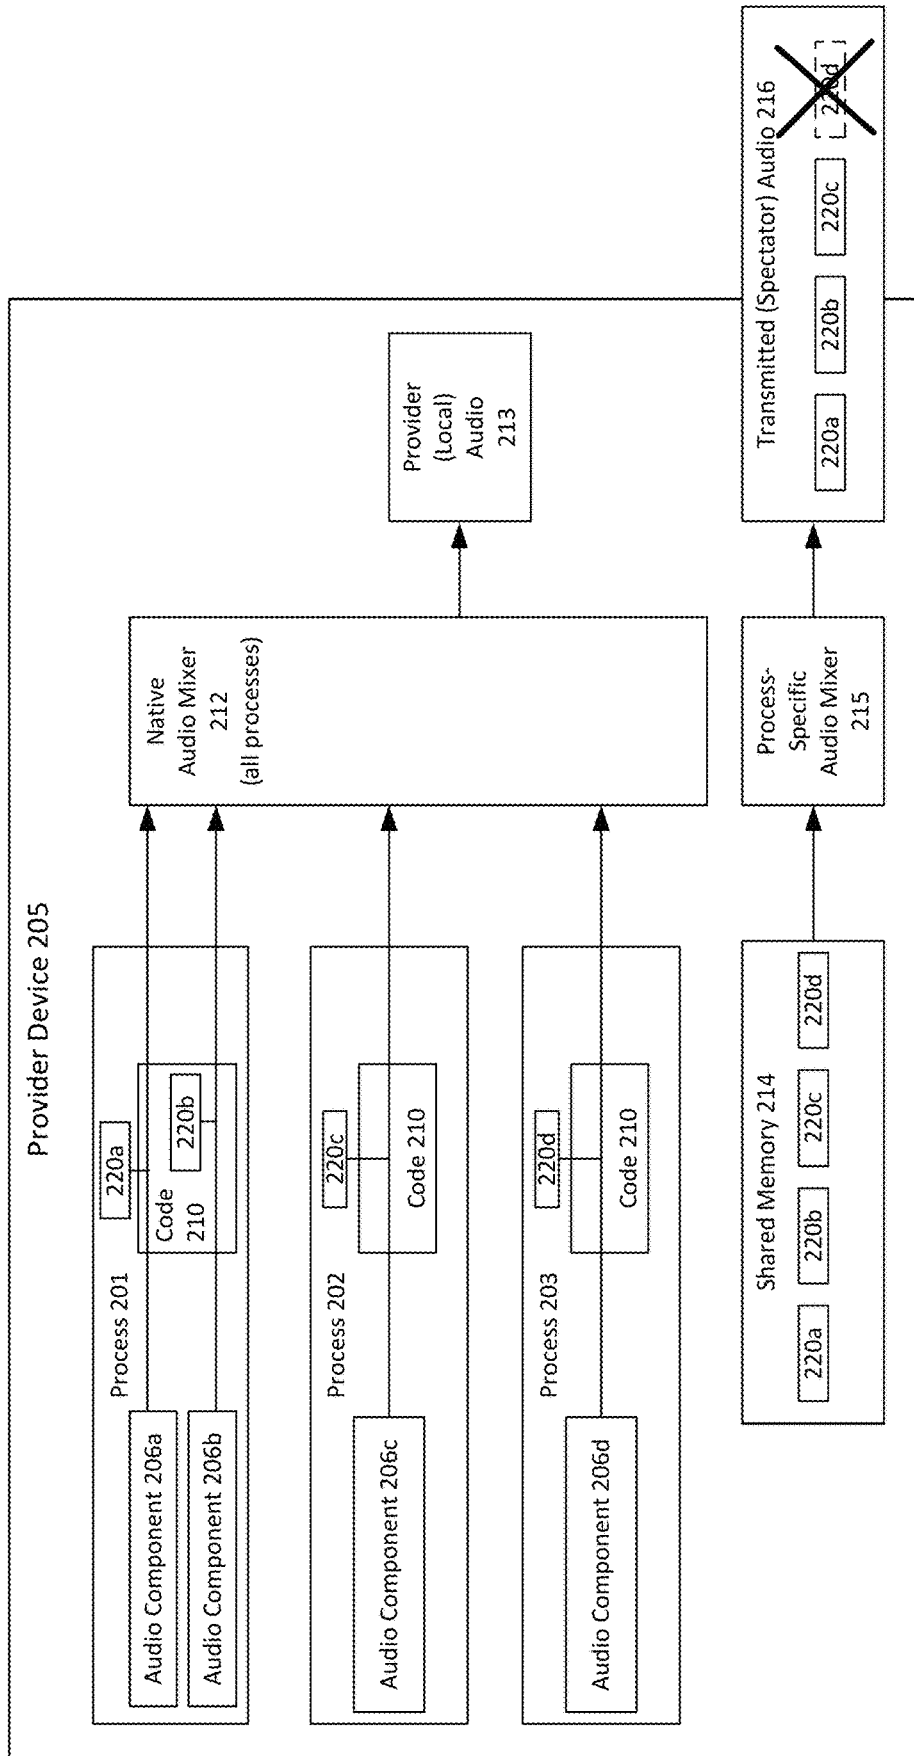 Provider Device 205
Process 201
Audio Component 206a
Audio Component 206b
220a
Code
210
220b
Process 202
Audio Component 206c
220c
Code 210
Process 203
Audio Component 206d
220d
Code 210
Native
Audio Mixer
212
(all processes)
Provider
(Local)
Audio
213
Shared Memory 214
220a
220b
220c
220d
Process-
Specific
Audio Mixer
215
Transmitted (Spectator) Audio 216
220a
220b
220c
220d